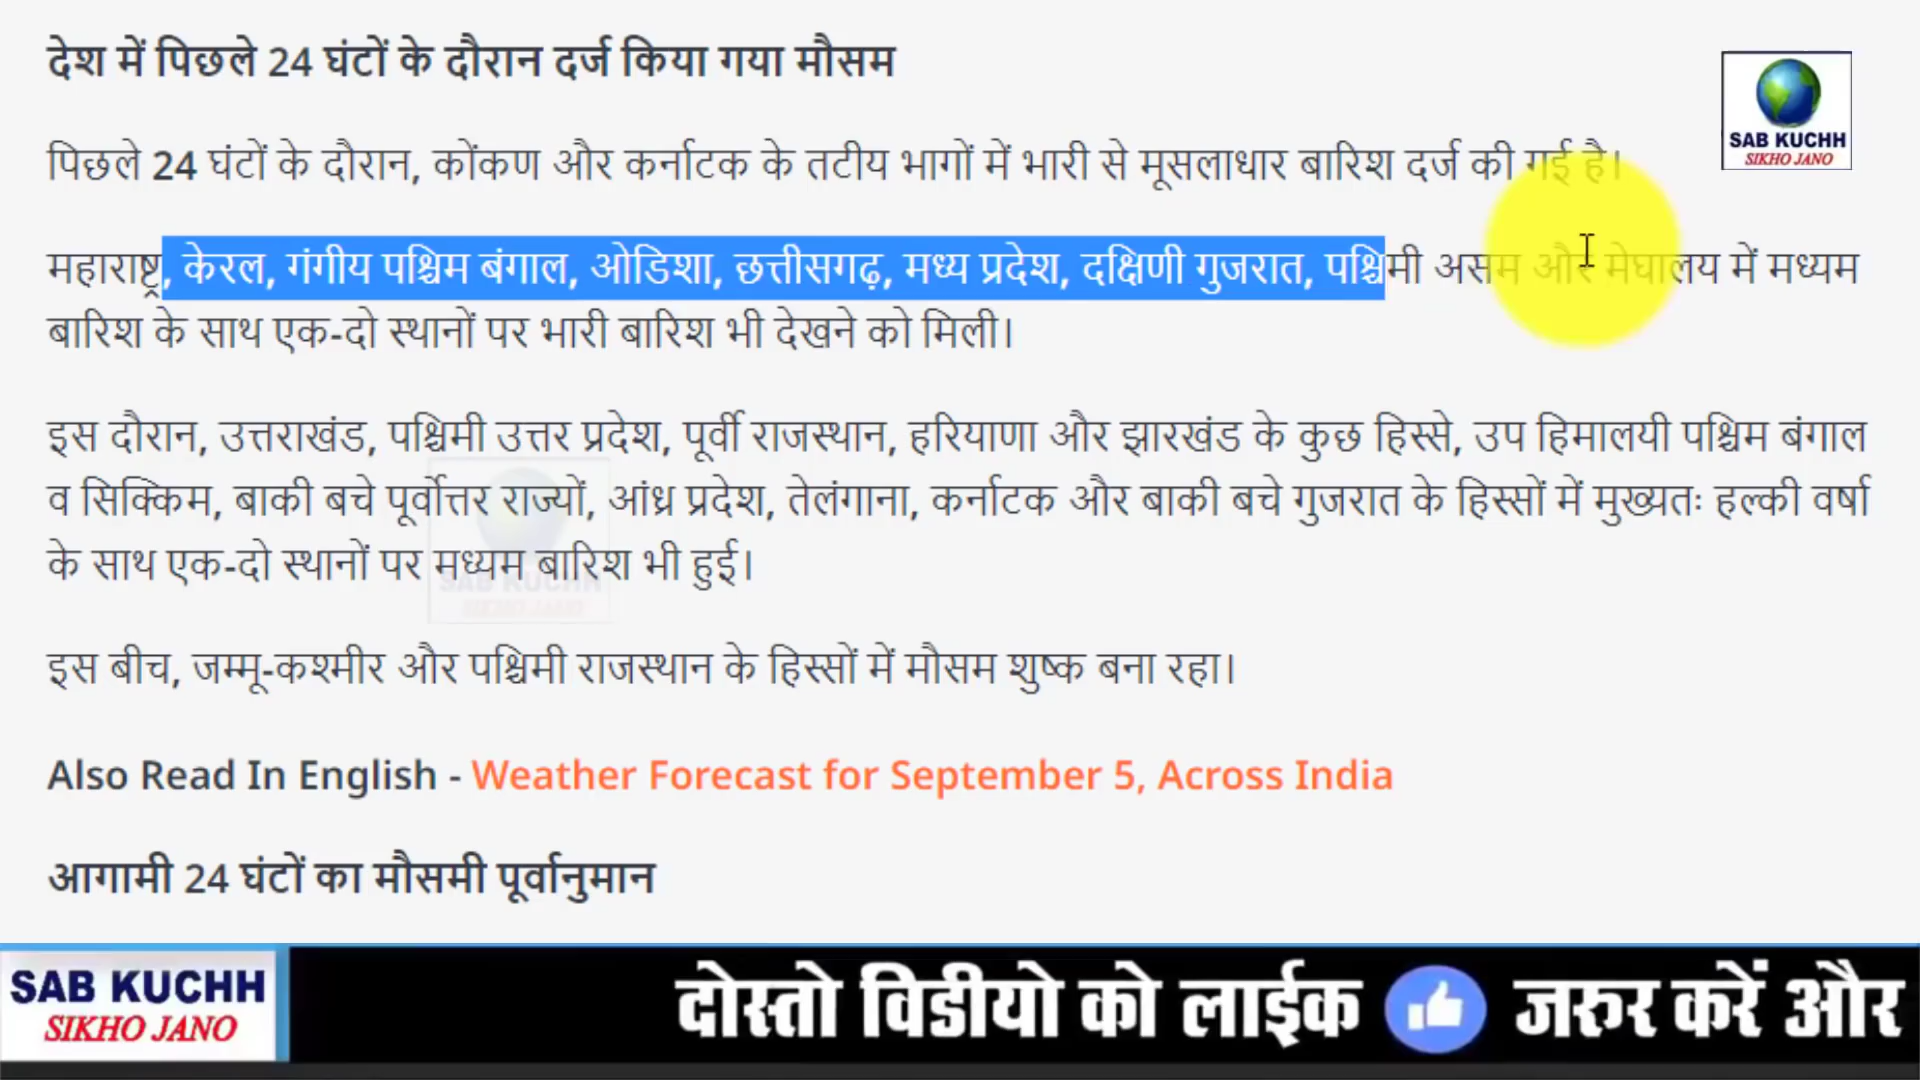 देश में पिछले 24 घंटों के दौरान दर्ज किया गया मौसम
SAB KUCHH
SIKHO JANO
पिछले 24 घंटों के दौरान, कोंकण और कर्नाटक के तटीय भागों में भारी से मूसलाधार बारिश दर्ज की गई है।
महाराष्ट्र, केरल, गंगीय पश्चिम बंगाल, ओडिशा, छत्तीसगढ़, मध्य प्रदेश, दक्षिणी गुजरात, पश्चिमी असम और मेघालय में मध्यम
बारिश के साथ एक-दो स्थानों पर भारी बारिश भी देखने को मिली।
इस दौरान, उत्तराखंड, पश्चिमी उत्तर प्रदेश, पूर्वी राजस्थान, हरियाणा और झारखंड के कुछ हिस्से, उप हिमालयी पश्चिम बंगाल
व सिक्किम, बाकी बचे पूर्वोत्तर राज्यों, आंध्र प्रदेश, तेलंगाना, कर्नाटक और बाकी बचे गुजरात के हिस्सों में मुख्यतः हल्की वर्षा
के साथ एक-दो स्थानों पर मध्यम बारिश भी हुई।
SAB KUCHH
SIKHO JANO
इस बीच, जम्मू-कश्मीर और पश्चिमी राजस्थान के हिस्सों में मौसम शुष्क बना रहा।
Also Read In English - Weather Forecast for September 5, Across India
आगामी 24 घंटों का मौसमी पूर्वानुमान
SAB KUCHH
SIKHO JANO
दोस्तो विडीयो को लाईक जरुर करें और